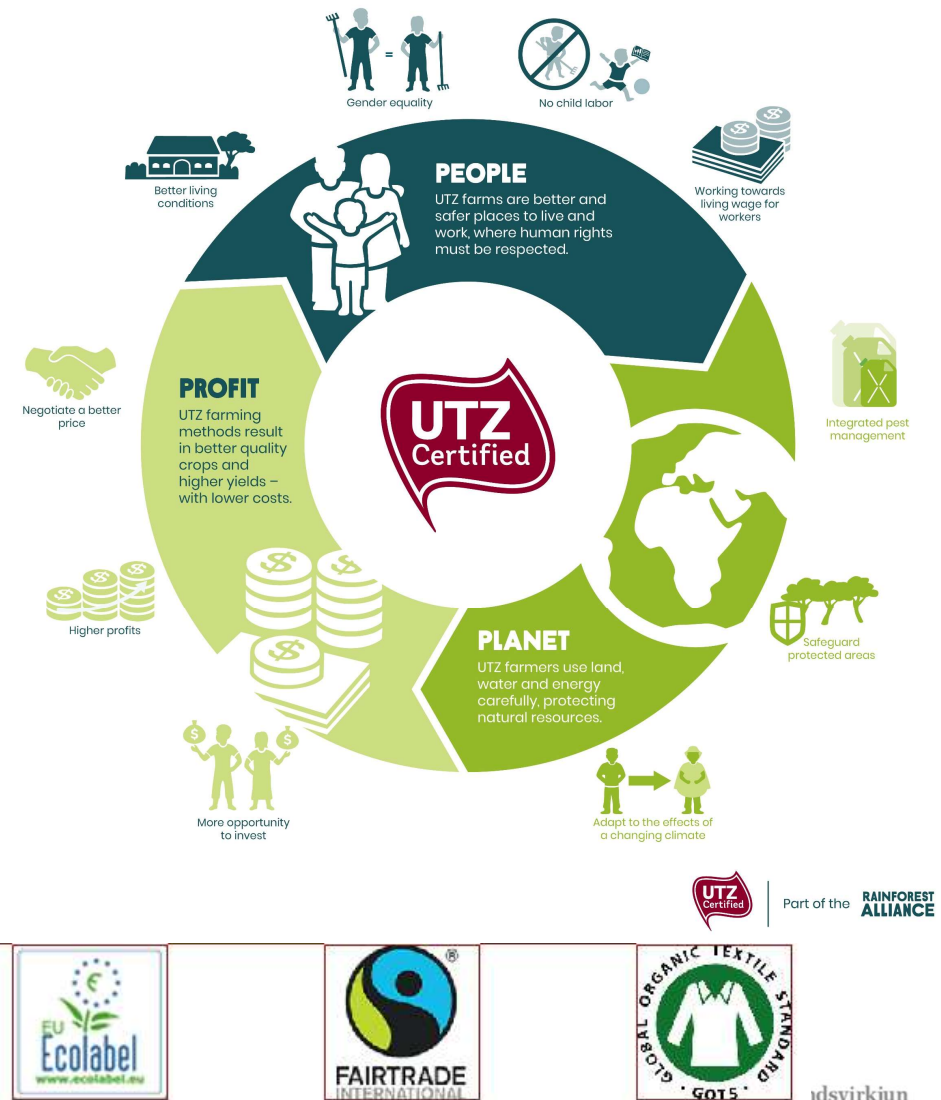 =
Gender equality
No child labor
Better living
conditions
$
$
Working towards
living wage for
workers
PEOPLE
UTZ farms are better and
safer places to live and
work, where human rights
must be respected.
Negotiate a better
price
PROFIT
UTZ farming
methods result
in better quality
crops and
higher yields –
with lower costs.
UTZ
Certified
Integrated pest
management
$
$
$
Higher profits
$
$
$
PLANET
UTZ farmers use land,
water and energy
carefully, protecting
natural resources.
Safeguard
protected areas
$
$
More opportunity
to invest
Adapt to the effects of
a changing climate
UTZ
Certified
Part of the
RAINFOREST
ALLIANCE
€
EU
Ecolabel
www.ecolabel.eu
®
FAIRTRADE
INTERNATIONAL
GLOBAL ORGANIC TEXTILE STANDARD
· GOTS ·